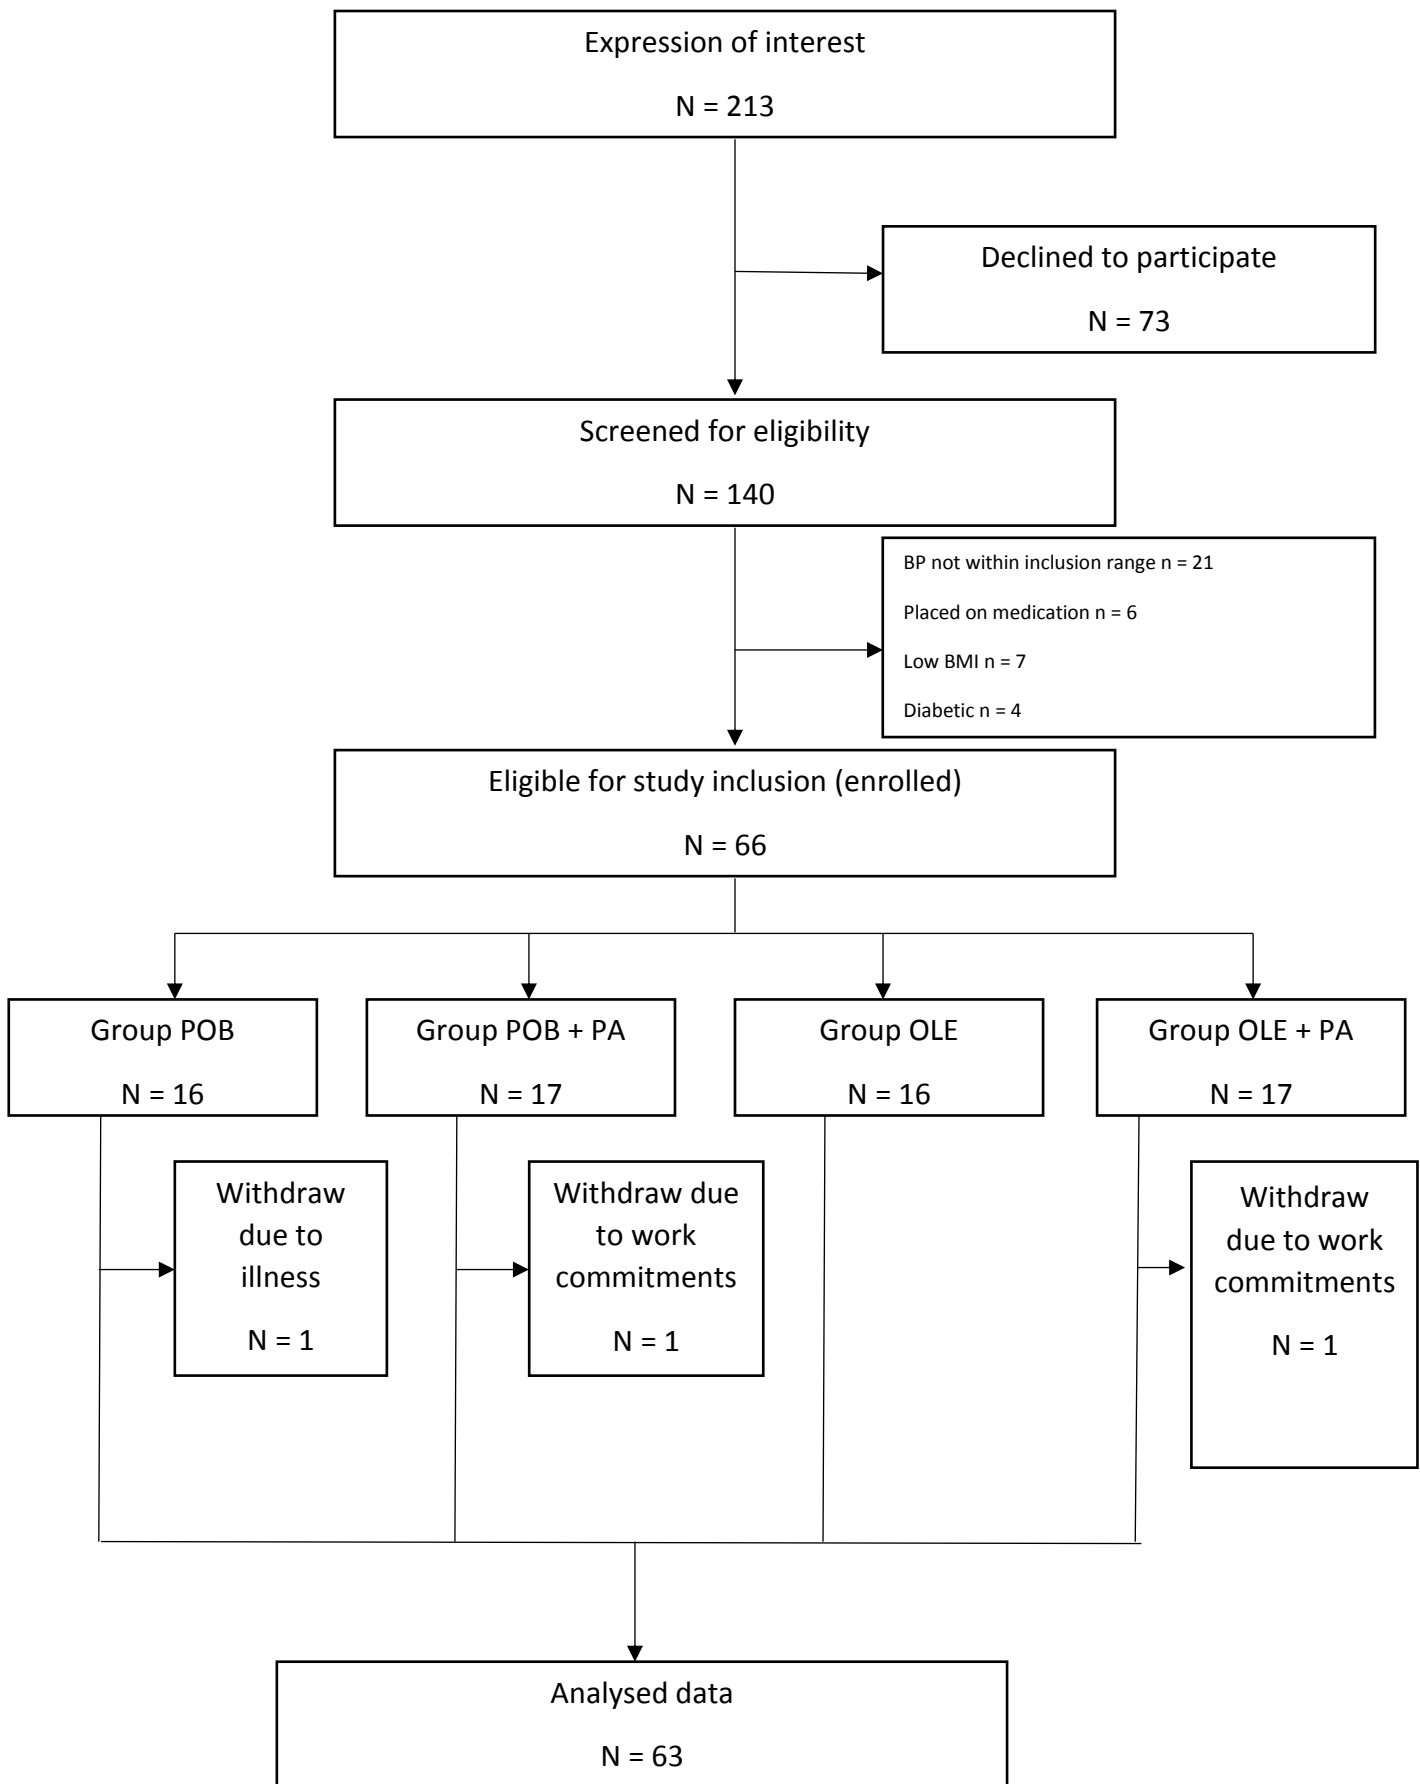 Expression of interest
N = 213
Declined to participate
N = 73
Screened for eligibility
N = 140
BP not within inclusion range n = 21
Placed on medication n = 6
Low BMI n = 7
Diabetic n = 4
Eligible for study inclusion (enrolled)
N = 66
Group POB
N = 16
Group POB + PA
N = 17
Group OLE
N = 16
Group OLE + PA
N = 17
Withdraw
due to
illness
N = 1
Withdraw due
to work
commitments
N = 1
Withdraw
due to work
commitments
N = 1
Analysed data
N = 63